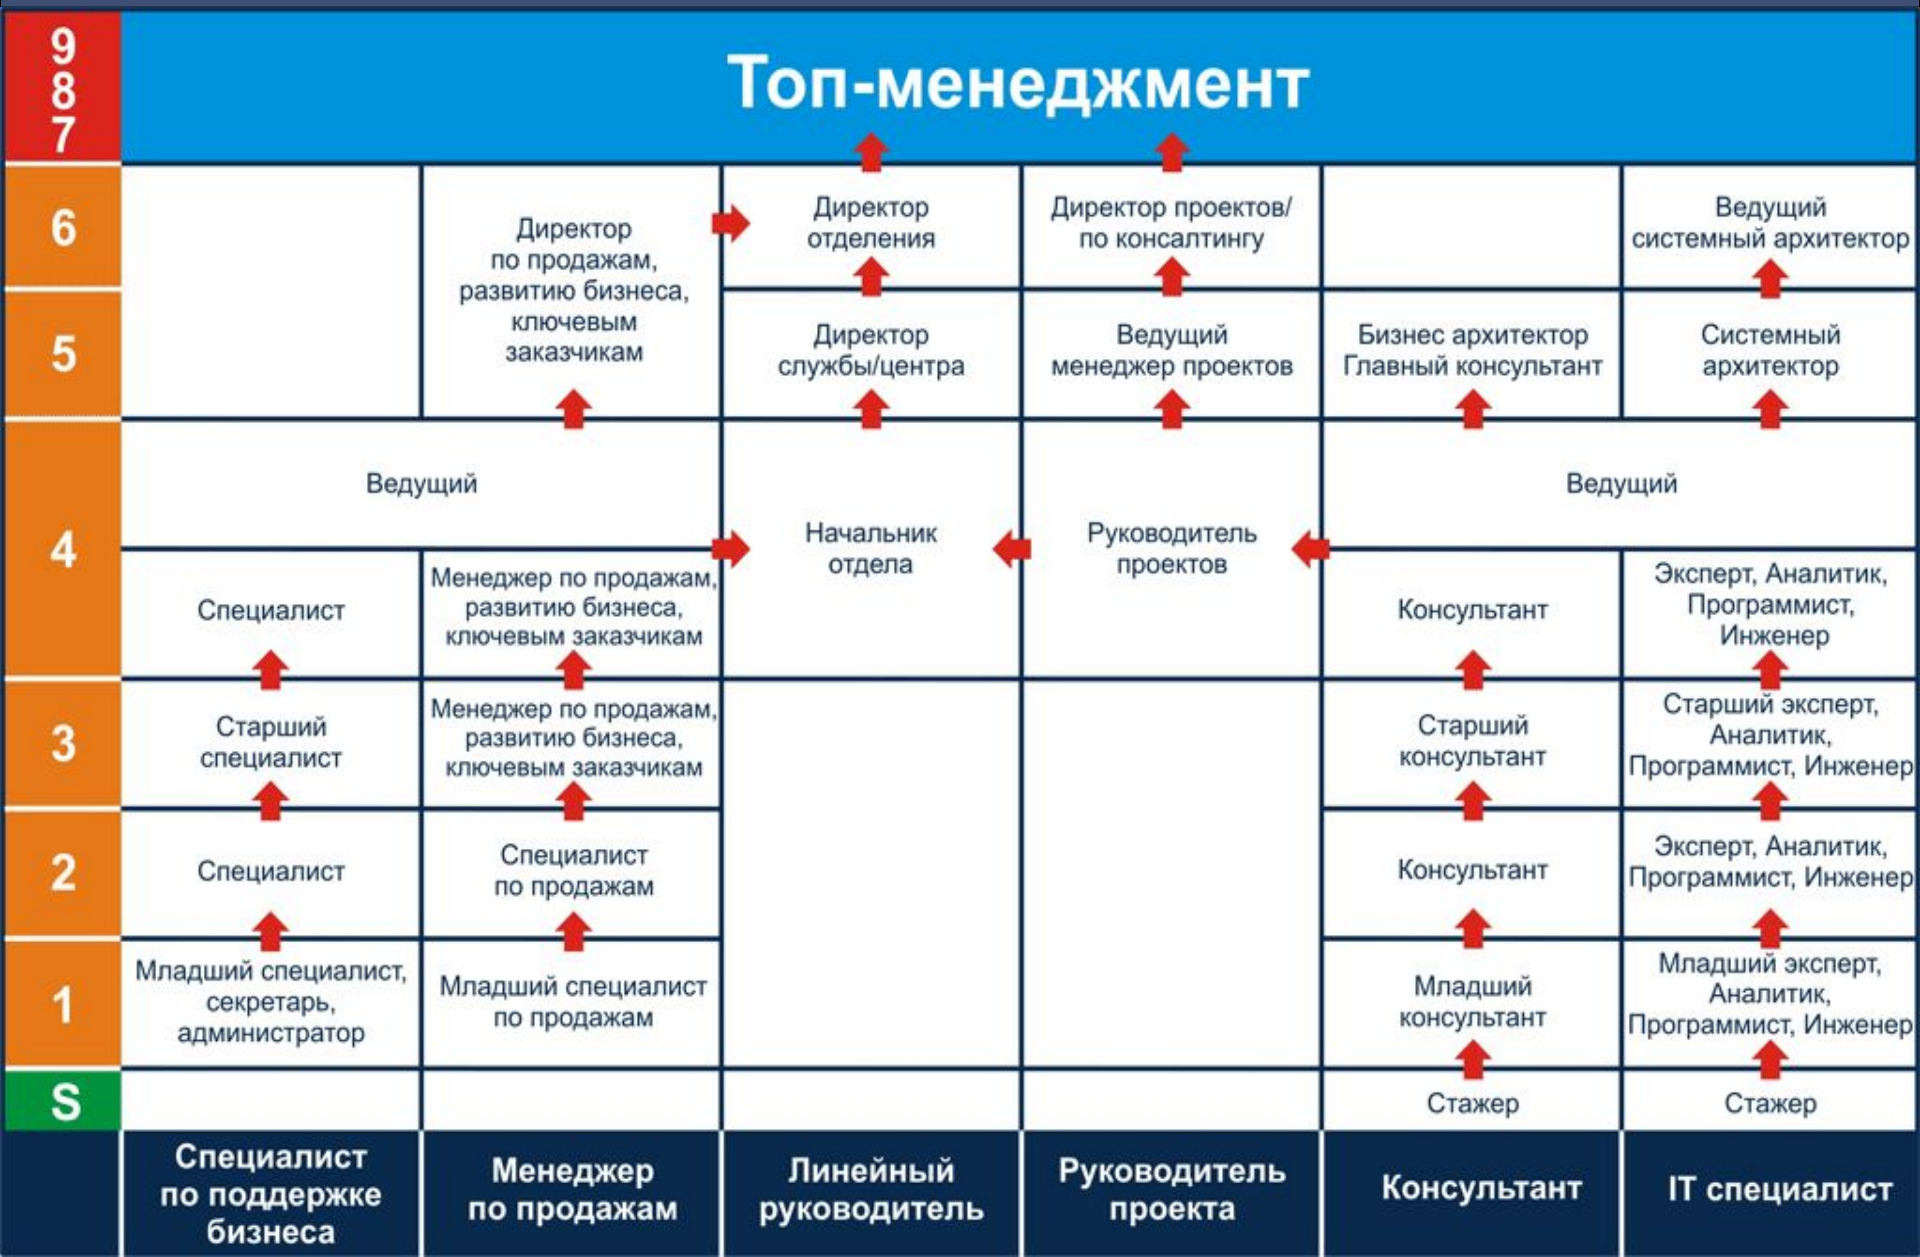 9
8
7
Топ-менеджмент
6
Директор
по продажам,
развитию бизнеса,
ключевым
заказчикам
Директор
отделения
Директор проектов/
по консалтингу
Ведущий
системный архитектор
5
Директор
службы/центра
Ведущий
менеджер проектов
Бизнес архитектор
Главный консультант
Системный
архитектор
4
Ведущий
Начальник
отдела
Руководитель
проектов
Ведущий
Специалист
Менеджер по продажам,
развитию бизнеса,
ключевым заказчикам
Консультант
Эксперт, Аналитик,
Программист,
Инженер
3
Старший
специалист
Менеджер по продажам,
развитию бизнеса,
ключевым заказчикам
Старший
консультант
Старший эксперт,
Аналитик,
Программист, Инженер
2
Специалист
Специалист
по продажам
Консультант
Эксперт, Аналитик,
Программист, Инженер
1
Младший специалист,
секретарь,
администратор
Младший специалист
по продажам
Младший
консультант
Младший эксперт,
Аналитик,
Программист, Инженер
S
Стажер
Стажер
Специалист
по поддержке
бизнеса
Менеджер
по продажам
Линейный
руководитель
Руководитель
проекта
Консультант
IT специалист